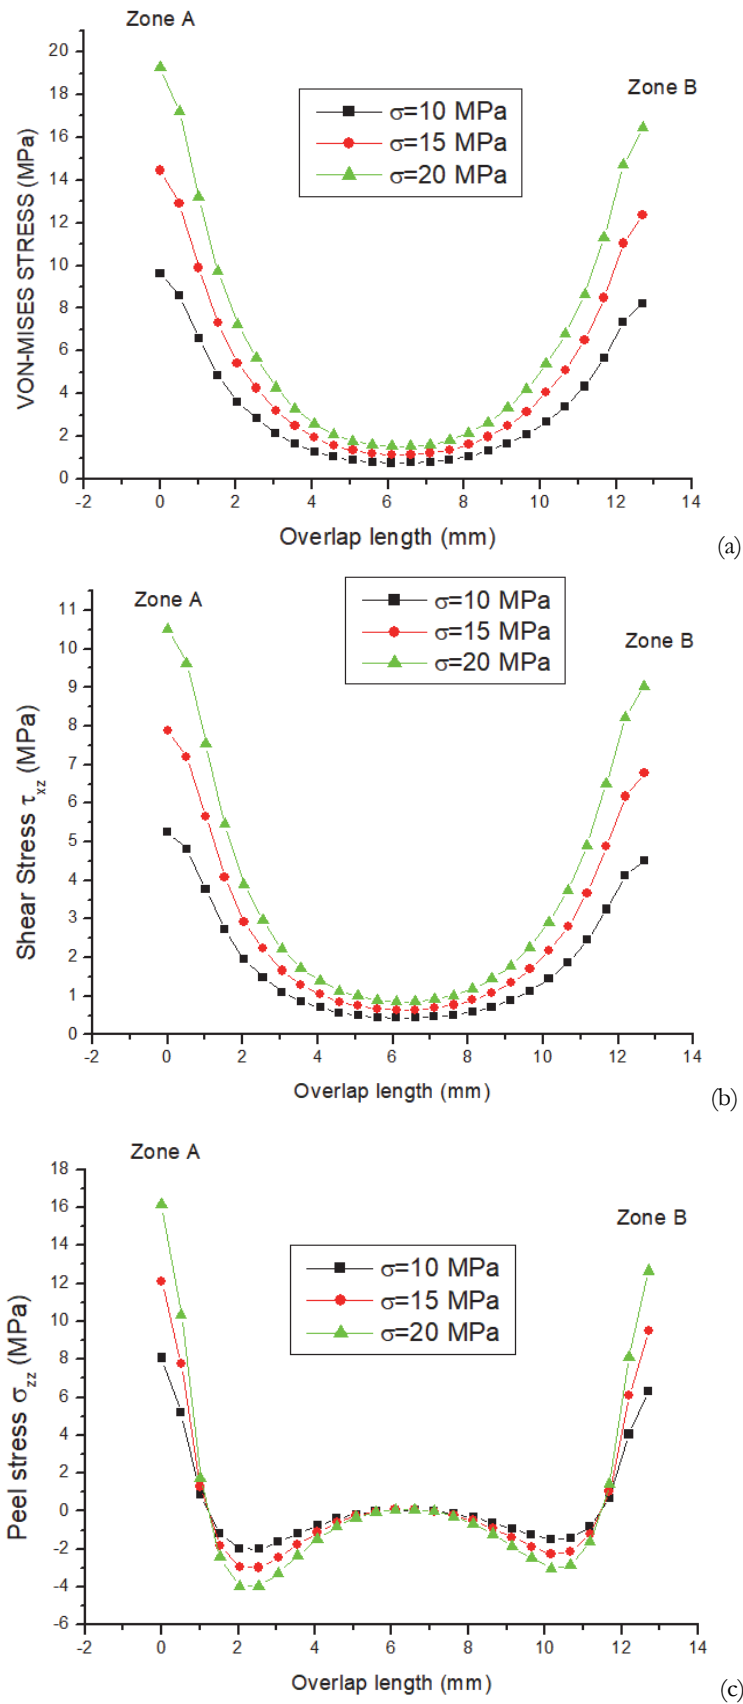 Zone A
Zone B
σ=10 MPa
σ=15 MPa
σ=20 MPa
20
18
16
14
12
10
8
6
4
2
0
VON-MISES STRESS (MPa)
-2 0 2 4 6 8 10 12 14
Overlap length (mm)
(a)
σ=10 MPa
σ=15 MPa
σ=20 MPa
Zone A
Zone B
11
10
9
8
7
6
5
4
3
2
1
0
Shear Stress τxz (MPa)
-2 0 2 4 6 8 10 12 14
Overlap length (mm)
(b)
Zone A
Zone B
σ=10 MPa
σ=15 MPa
σ=20 MPa
18
16
14
12
10
8
6
4
2
0
-2
-4
-6
Peel stress σzz (MPa)
-2 0 2 4 6 8 10 12 14
Overlap length (mm)
(c)